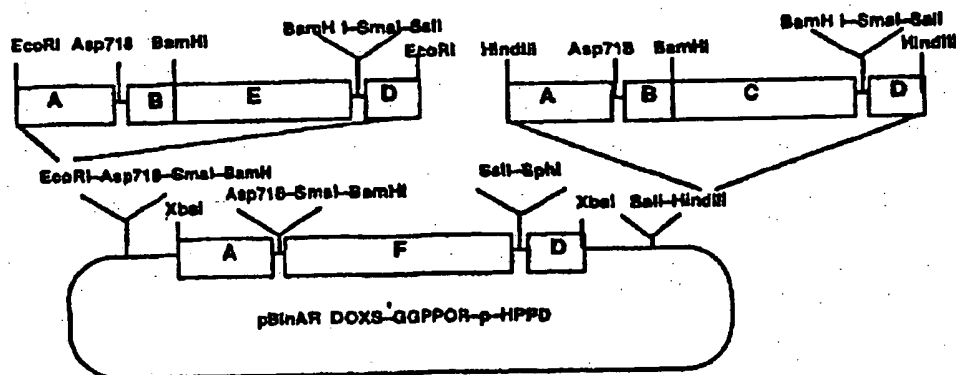 BamH I-SmaI-SalI
BamH I-SmaI-SalI
EcoRI Asp718 BamHI
EcoRI
HindIII
Asp718 BamHI
HindIII
A B E D
A B C D
EcoRI-Asp718-SmaI-BamH
SalI-SphI
Asp718-SmaI-BamHI
XbaI
XbaI SalI-HindIII
A F D
pBinAR DOXS-GGPPOR-p-HPPD